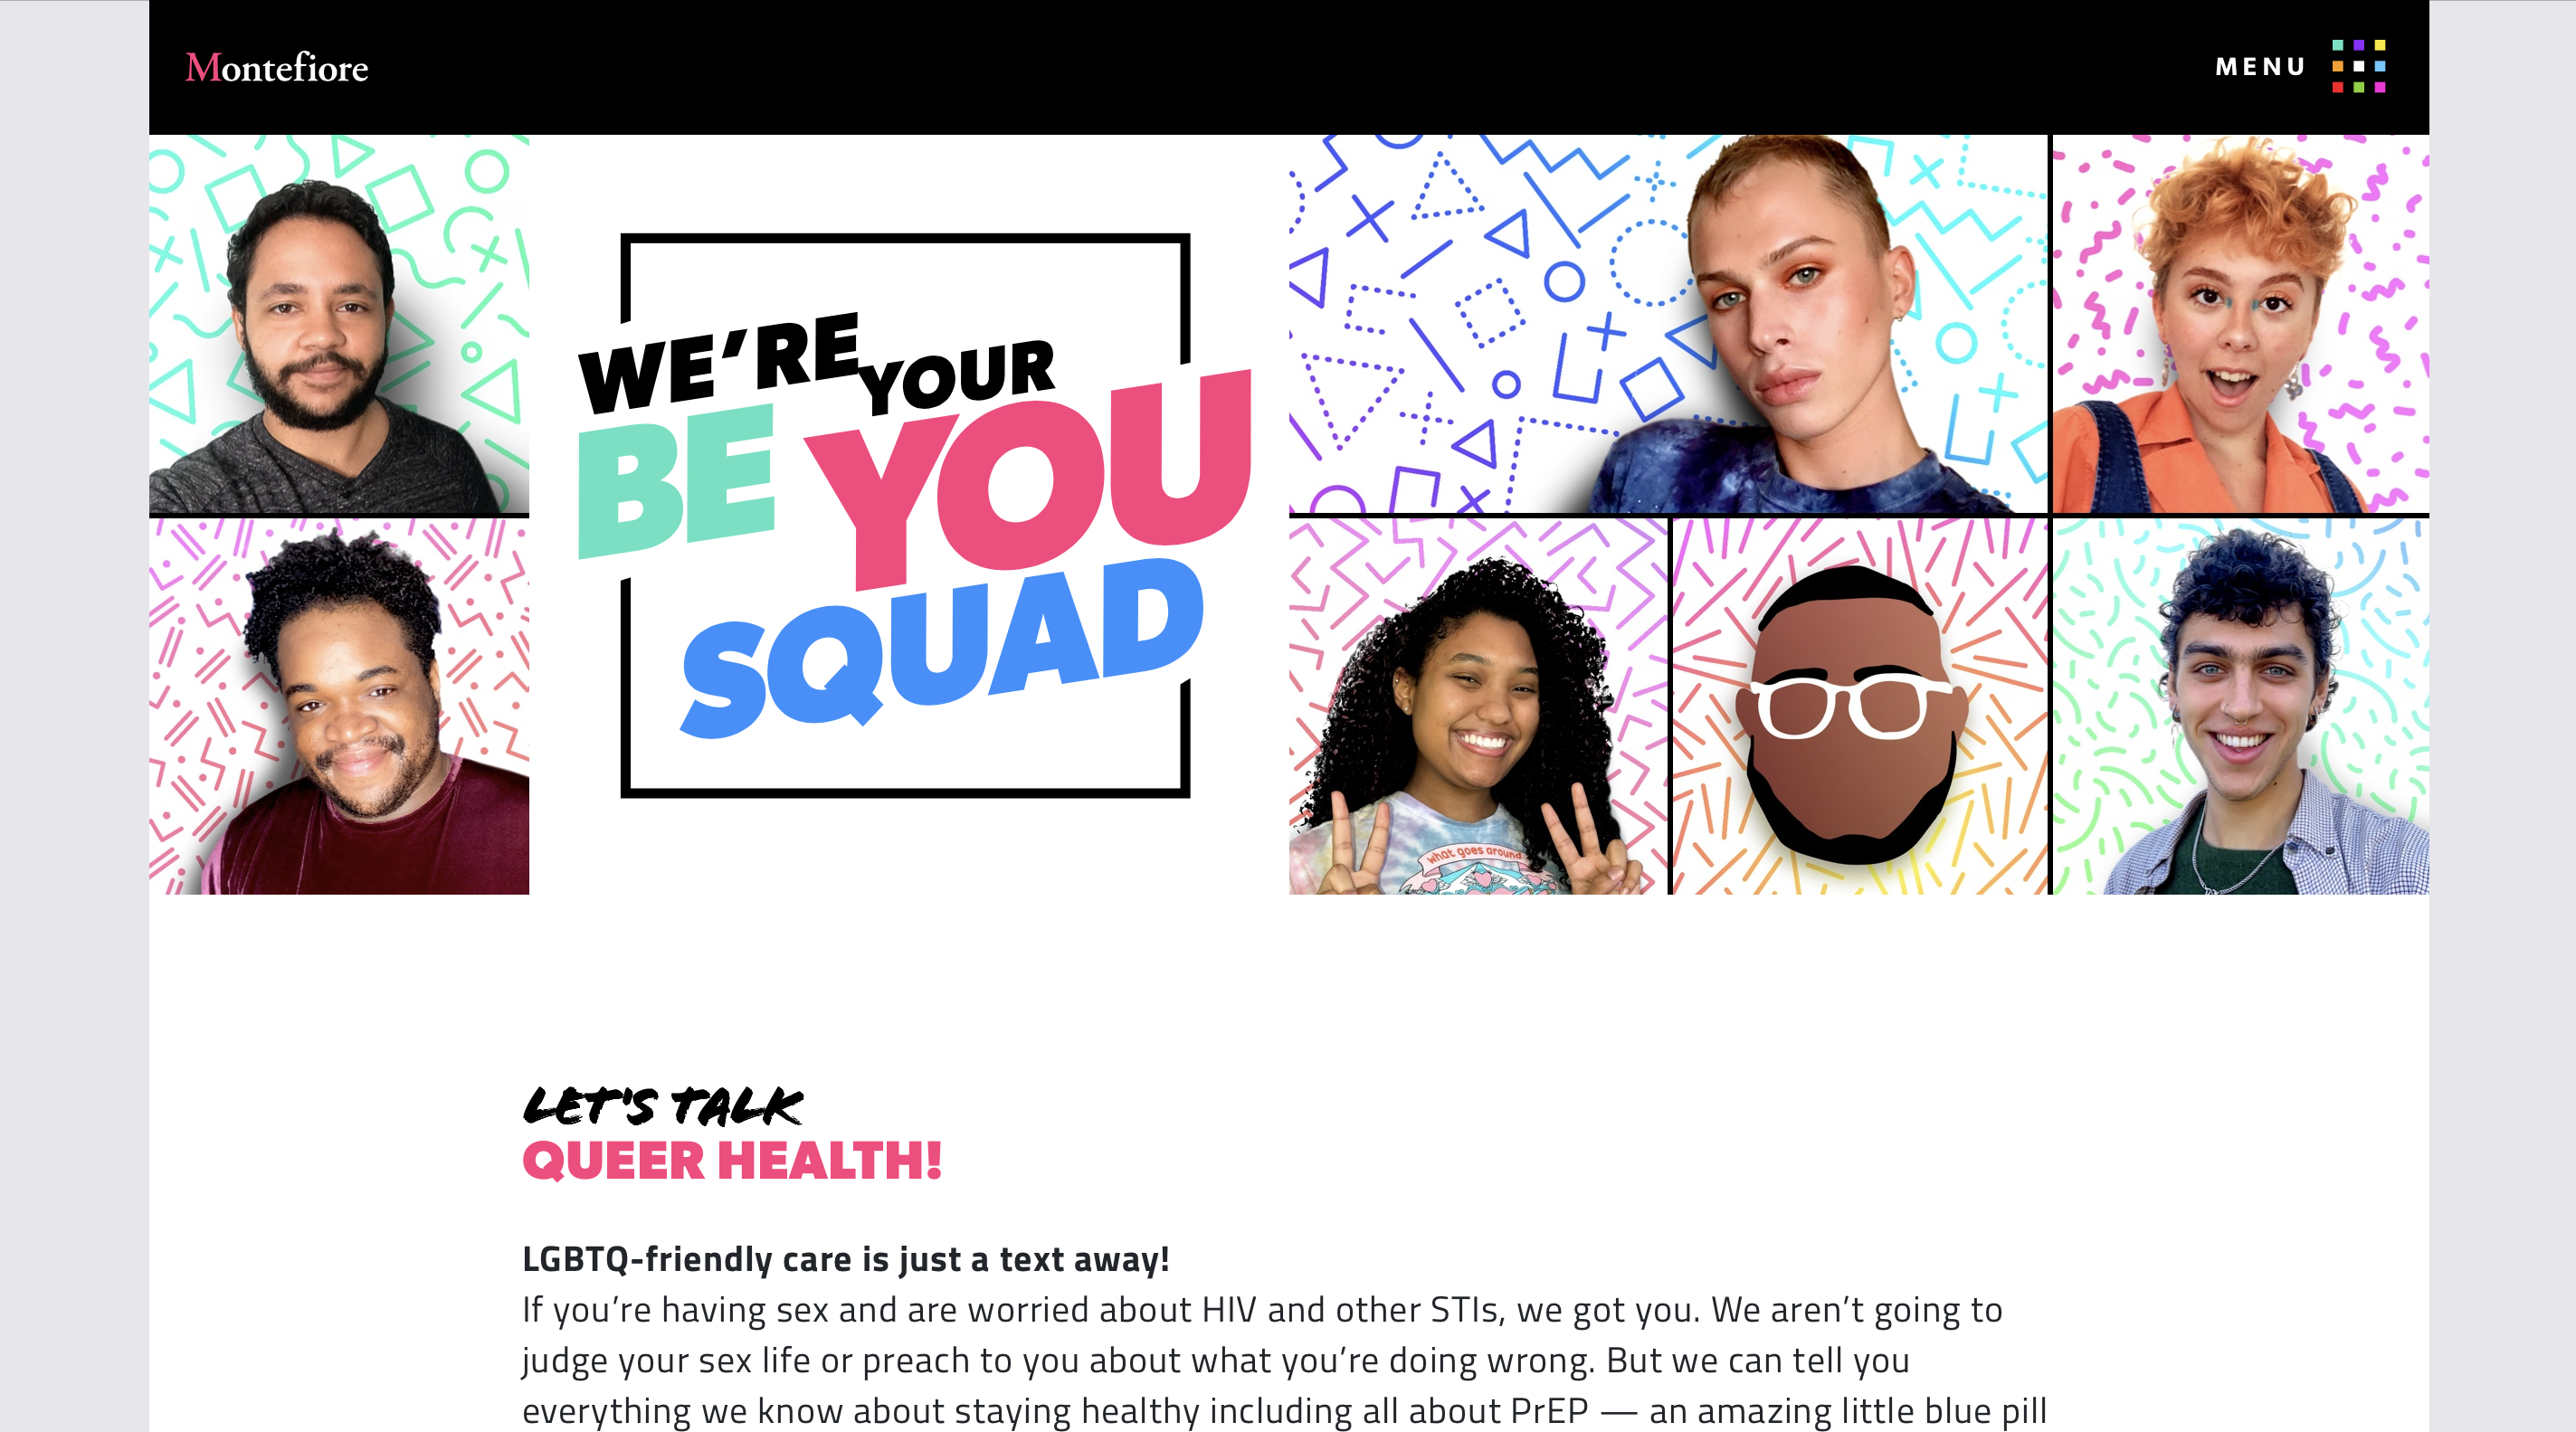 Montefiore
MENU
WE’RE YOUR
BE YOU
SQUAD
what goes around
LET'S TALK
QUEER HEALTH!
LGBTQ-friendly care is just a text away!
If you’re having sex and are worried about HIV and other STIs, we got you. We aren’t going to
judge your sex life or preach to you about what you’re doing wrong. But we can tell you
everything we know about staying healthy including all about PrEP — an amazing little blue pill